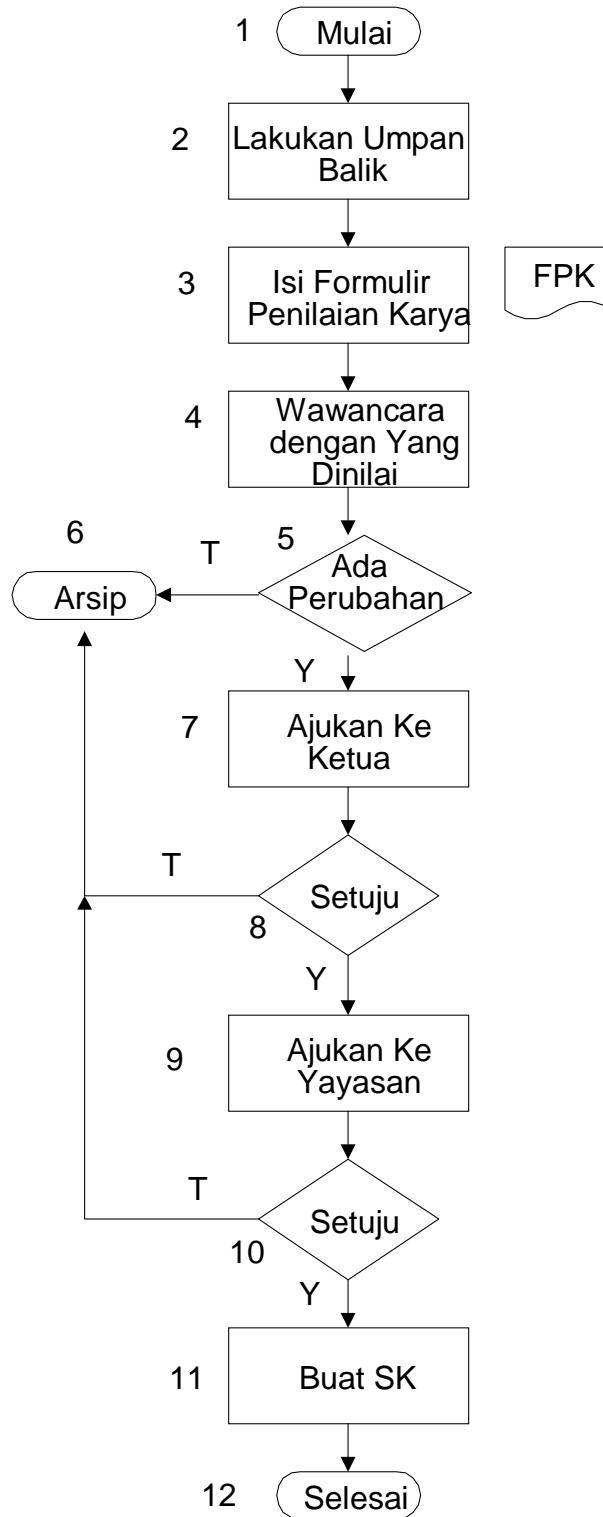 1
Mulai
2
Lakukan Umpan
Balik
3
Isi Formulir
Penilaian Karya
FPK
4
Wawancara
dengan Yang
Dinilai
6
5
T
Ada
Perubahan
Arsip
Y
7
Ajukan Ke
Ketua
T
Setuju
8
Y
9
Ajukan Ke
Yayasan
T
Setuju
10
Y
11
Buat SK
12
Selesai